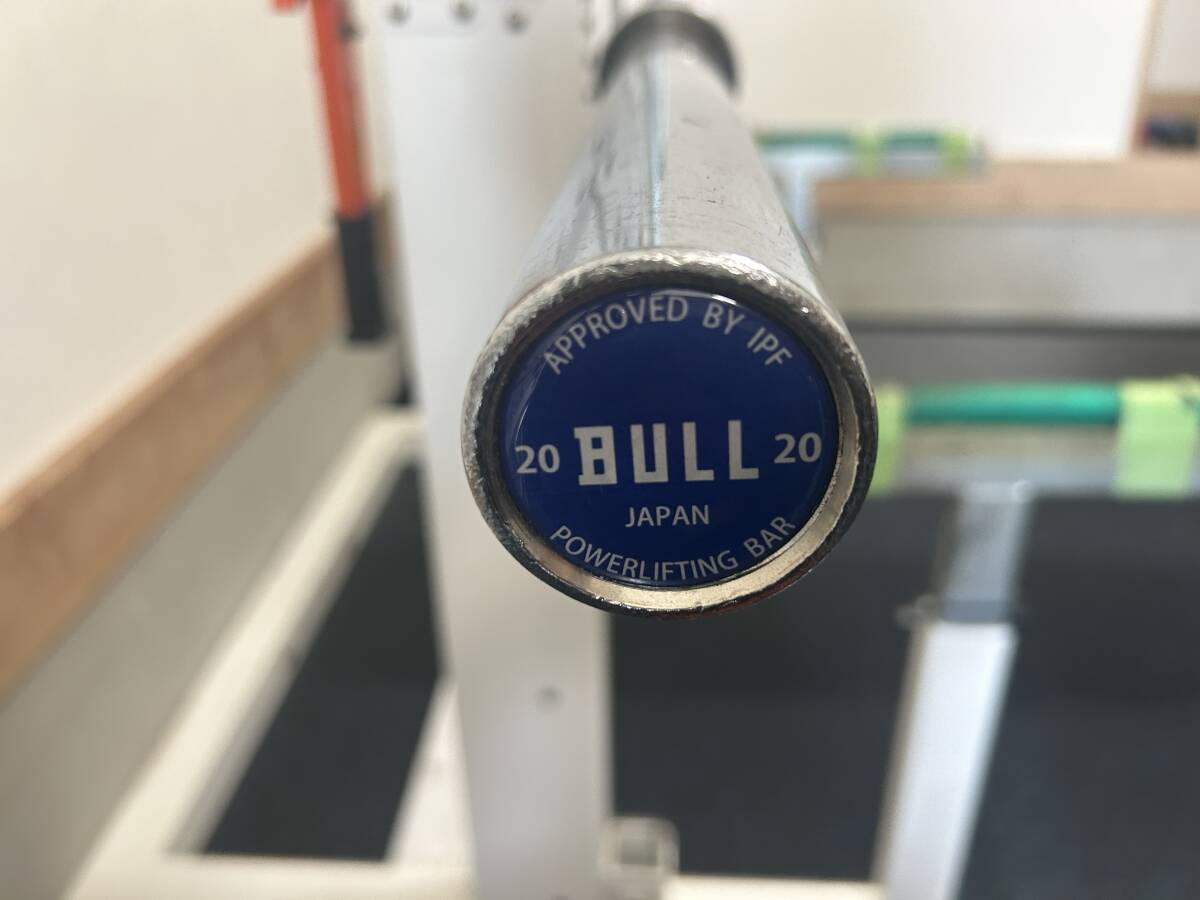 APPROVED BY IPF
20 BULL 20
JAPAN
POWERLIFTING BAR